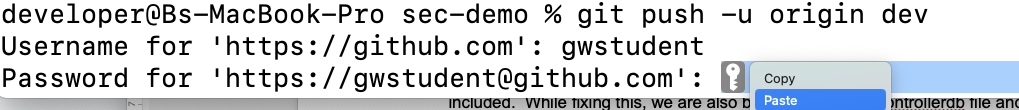 developer@Bs-MacBook-Pro sec-demo % git push -u origin dev
Username for 'https://github.com': gwstudent
Password for 'https://gwstudent@github.com':
Copy
Paste
included. While fixing this, we are also b
ontrollerdb file and